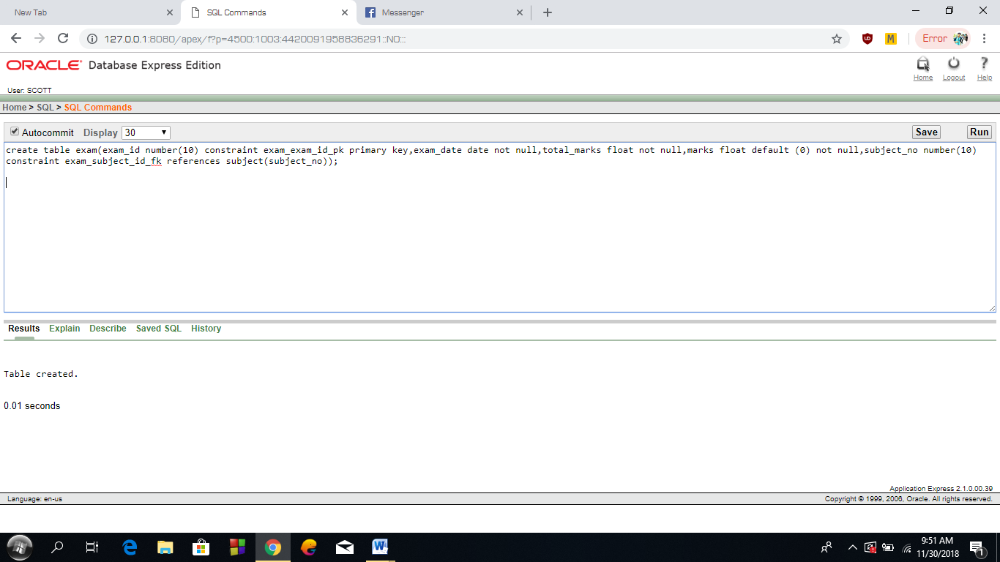 New Tab
SQL Commands
Messenger
127.0.0.1:8080/apex/f?p=4500:1003:4420091958836291::NO:::
UD
M
Error
ORACLE® Database Express Edition
Home
Logout
Help
User: SCOTT
Home > SQL > SQL Commands
Autocommit Display 30
Save
Run
create table exam(exam_id number(10) constraint exam_exam_id_pk primary key,exam_date date not null,total_marks float not null,marks float default (0) not null,subject_no number(10)
constraint exam_subject_id_fk references subject(subject_no));
Results Explain Describe Saved SQL History
Table created.
0.01 seconds
Application Express 2.1.0.00.39
Language: en-us
Copyright © 1999, 2006, Oracle. All rights reserved.
9:51 AM
11/30/2018
1